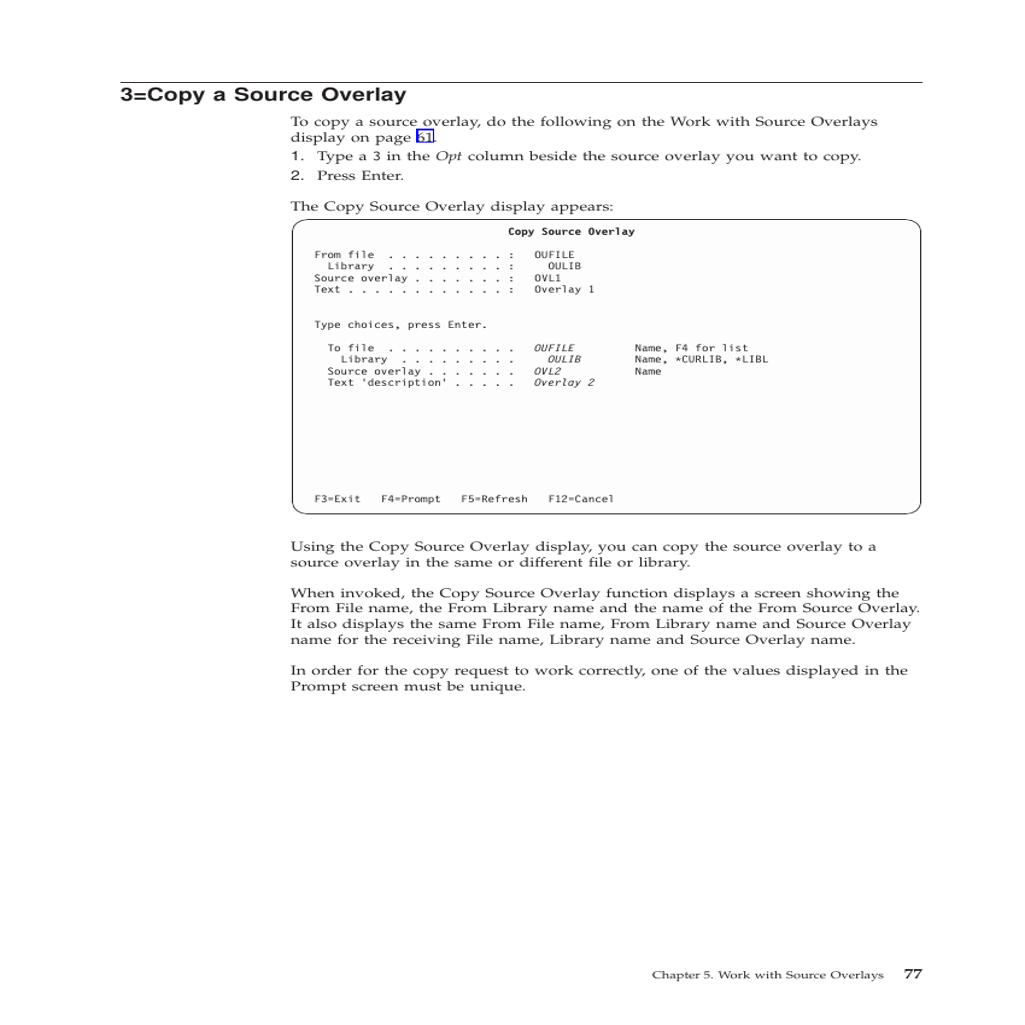 3=Copy a Source Overlay
To copy a source overlay, do the following on the Work with Source Overlays
display on page 61.
1. Type a 3 in the Opt column beside the source overlay you want to copy.
2. Press Enter.
The Copy Source Overlay display appears:
Copy Source Overlay
From file . . . . . . . . . : OUFILE
Library . . . . . . . . . : OULIB
Source overlay . . . . . . . : OVL1
Text . . . . . . . . . . . . : Overlay 1
Type choices, press Enter.
To file . . . . . . . . . . OUFILE Name, F4 for list
Library . . . . . . . . . OULIB Name, *CURLIB, *LIBL
Source overlay . . . . . . . OVL2 Name
Text 'description' . . . . . Overlay 2
F3=Exit F4=Prompt F5=Refresh F12=Cancel
Using the Copy Source Overlay display, you can copy the source overlay to a
source overlay in the same or different file or library.
When invoked, the Copy Source Overlay function displays a screen showing the
From File name, the From Library name and the name of the From Source Overlay.
It also displays the same From File name, From Library name and Source Overlay
name for the receiving File name, Library name and Source Overlay name.
In order for the copy request to work correctly, one of the values displayed in the
Prompt screen must be unique.
Chapter 5. Work with Source Overlays 77